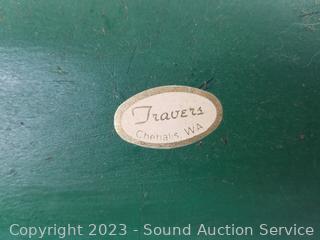 Travers
Chehalis, WA
Copyright 2023 - Sound Auction Service